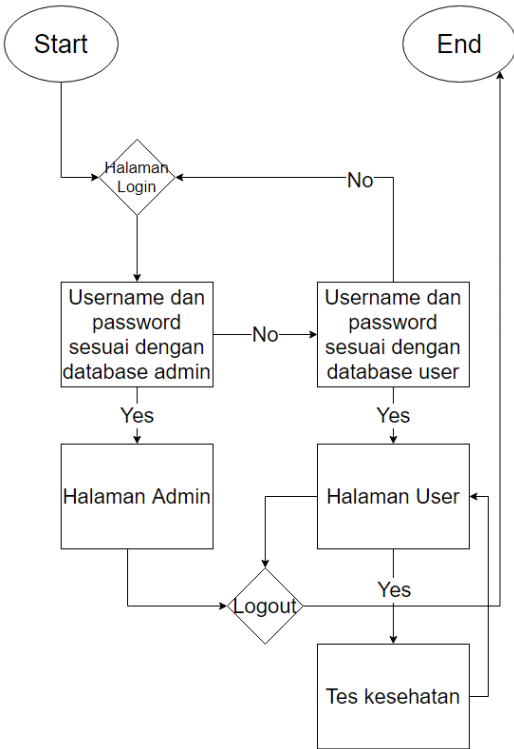 Start
End
Halaman
Login
No
Username dan
password
sesuai dengan
database admin
No
Username dan
password
sesuai dengan
database user
Yes
Yes
Halaman Admin
Halaman User
Yes
Logout
Tes kesehatan